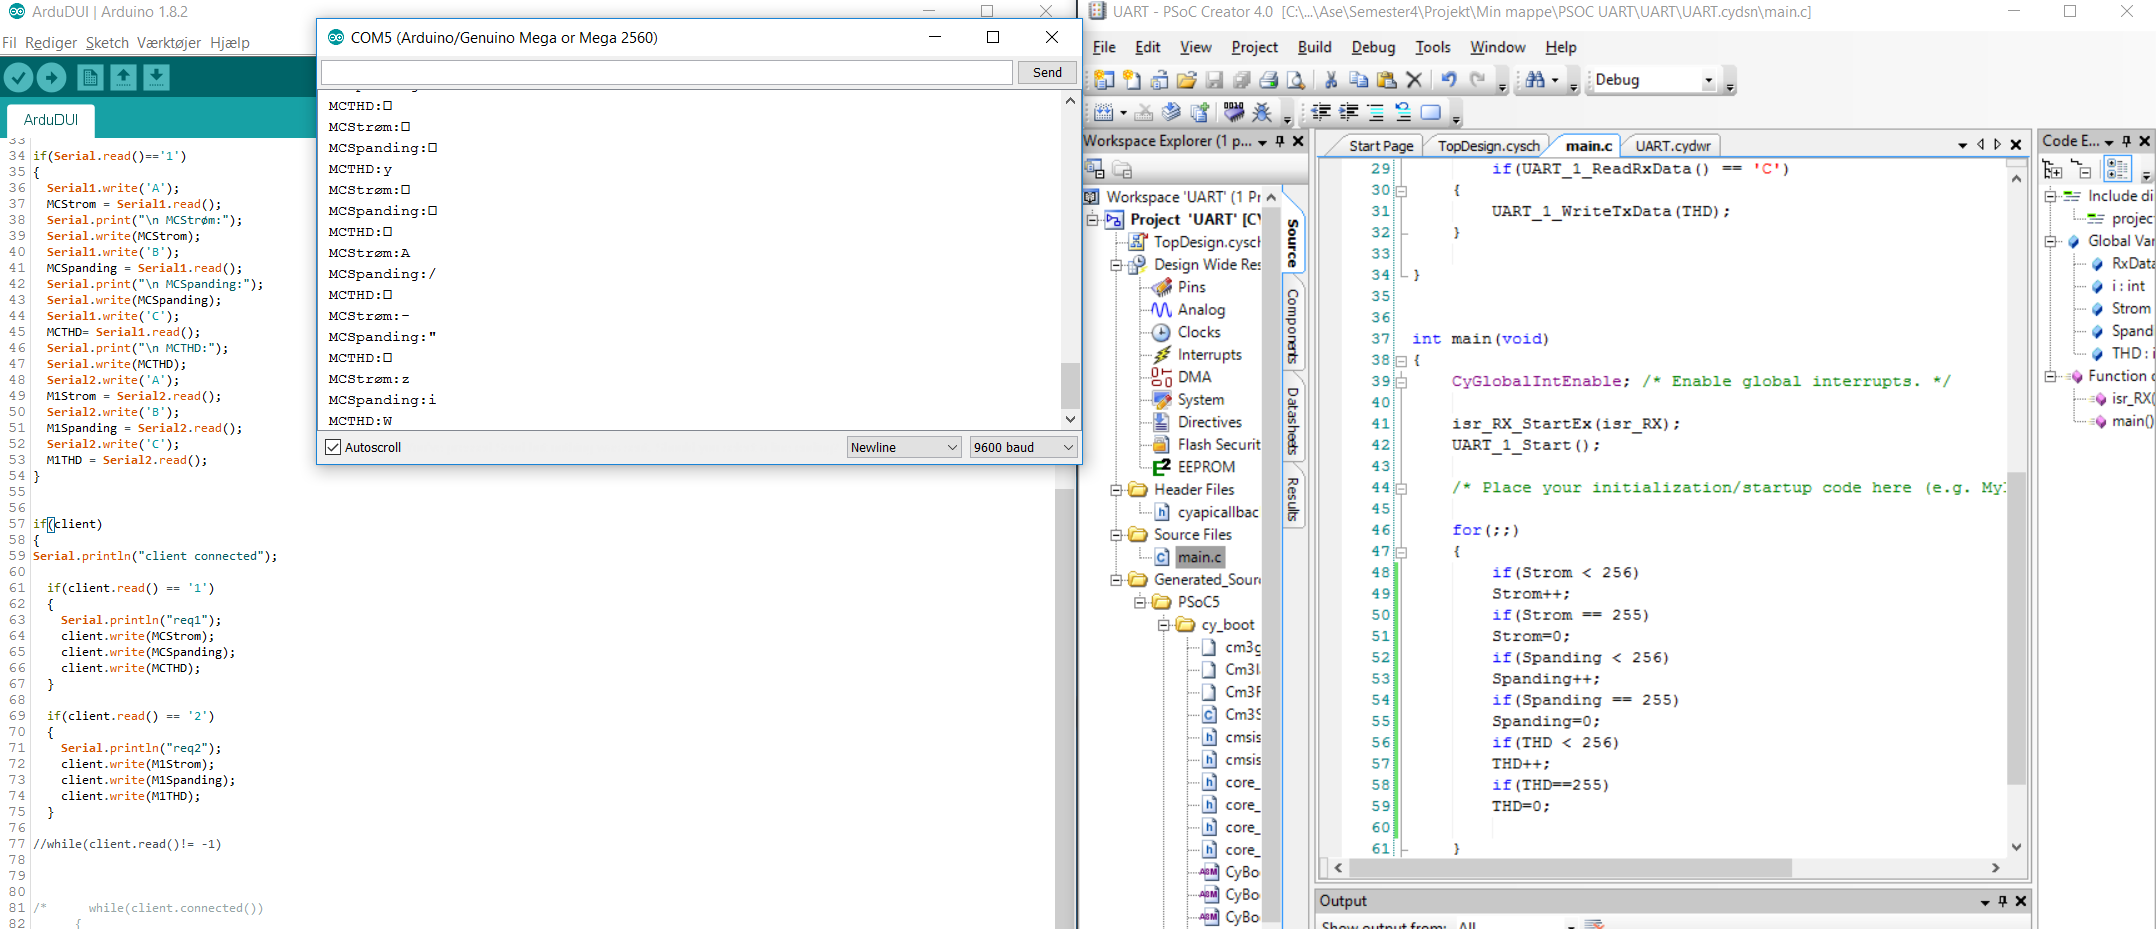 ArduDUI | Arduino 1.8.2
Fil Rediger Sketch Værktøjer Hjælp
ArduDUI
33
34 if(Serial.read()=='1')
35 {
36 Serial1.write('A');
37 MCStrom = Serial1.read();
38 Serial.print("\n MCStrøm:");
39 Serial.write(MCStrom);
40 Serial1.write('B');
41 MCSpanding = Serial1.read();
42 Serial.print("\n MCSpanding:");
43 Serial.write(MCSpanding);
44 Serial1.write('C');
45 MCTHD= Serial1.read();
46 Serial.print("\n MCTHD:");
47 Serial.write(MCTHD);
48 Serial2.write('A');
49 M1Strom = Serial2.read();
50 Serial2.write('B');
51 M1Spanding = Serial2.read();
52 Serial2.write('C');
53 M1THD = Serial2.read();
54 }
55
56
57 if(client)
58 {
59 Serial.println("client connected");
60
61 if(client.read() == '1')
62 {
63 Serial.println("req1");
64 client.write(MCStrom);
65 client.write(MCSpanding);
66 client.write(MCTHD);
67 }
68
69 if(client.read() == '2')
70 {
71 Serial.println("req2");
72 client.write(M1Strom);
73 client.write(M1Spanding);
74 client.write(M1THD);
75 }
76
77 //while(client.read()!= -1)
78
79
80
81 /* while(client.connected())
82 {
COM5 (Arduino/Genuino Mega or Mega 2560)
Send
MCTHD:□
MCStrøm:□
MCSpanding:□
MCTHD:y
MCStrøm:□
MCSpanding:□
MCTHD:□
MCStrøm:A
MCSpanding:/
MCTHD:□
MCStrøm:-
MCSpanding:"
MCTHD:□
MCStrøm:z
MCSpanding:i
MCTHD:W
Autoscroll Newline 9600 baud
UART - PSoC Creator 4.0 [C:\...\Ase\Semester4\Projekt\Min mappe\PSOC UART\UART\UART.cydsn\main.c]
File Edit View Project Build Debug Tools Window Help
Debug
Workspace Explorer (1 p...
Workspace 'UART' (1 Pr
Project 'UART' [CY
TopDesign.cysch
Design Wide Res
Pins
Analog
Clocks
Interrupts
DMA
System
Directives
Flash Securit
EEPROM
Header Files
cyapicallbac
Source Files
main.c
Generated_Sour
PSoC5
cy_boot
cm3g
Cm3
Cm3F
Cm3S
cmsis
cmsis
core_
core_
core_
core_
CyBo
CyBo
CyBo
Source
Components
Datasheets
Results
Start Page TopDesign.cysch main.c UART.cydwr
29 if(UART_1_ReadRxData() == 'C')
30 {
31 UART_1_WriteTxData(THD);
32 }
33
34 }
35
36
37 int main(void)
38 {
39 CyGlobalIntEnable; /* Enable global interrupts. */
40
41 isr_RX_StartEx(isr_RX);
42 UART_1_Start();
43
44 /* Place your initialization/startup code here (e.g. My
45
46 for(;;)
47 {
48 if(Strom < 256)
49 Strom++;
50 if(Strom == 255)
51 Strom=0;
52 if(Spanding < 256)
53 Spanding++;
54 if(Spanding == 255)
55 Spanding=0;
56 if(THD < 256)
57 THD++;
58 if(THD==255)
59 THD=0;
60
61 }
Code E...
Include di
projec
Global Var
RxData
i : int
Strom
Spand
THD : i
Function
isr_RX(
main()
Output
Show output from: All